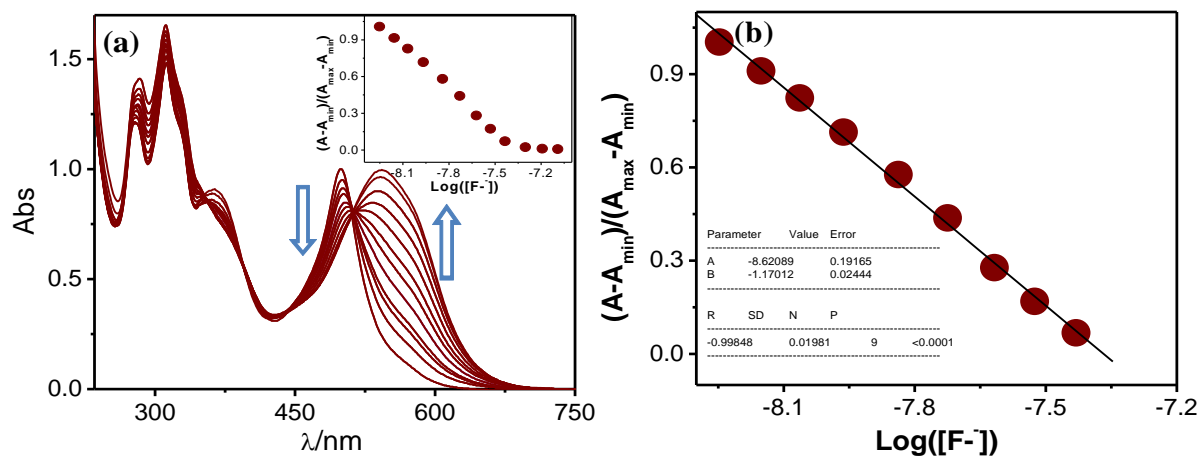 (a)
1.5
1.0
0.5
0.0
Abs
300 450 600 750
λ/nm
0.9
0.6
0.3
0.0
(A-A_min)/(A_max-A_min)
-8.1 -7.8 -7.5 -7.2
Log([F-⁻])
(b)
0.9
0.6
0.3
0.0
(A-A_min)/(A_max-A_min)
Parameter Value Error
A -8.62089 0.19165
B -1.17012 0.02444
R SD N P
-0.99848 0.01981 9 <0.0001
-8.1 -7.8 -7.5 -7.2
Log([F-⁻])